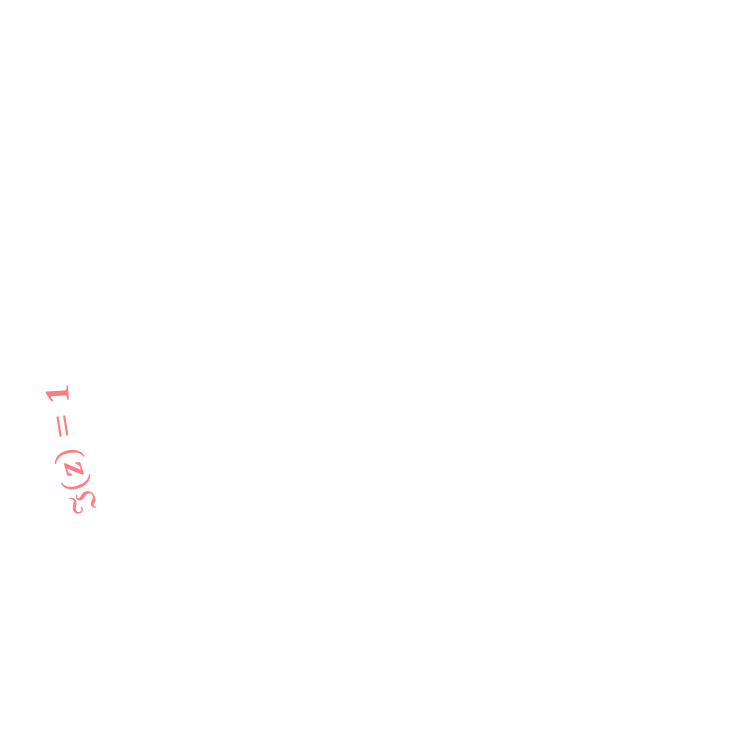 ℑ(z) = 1